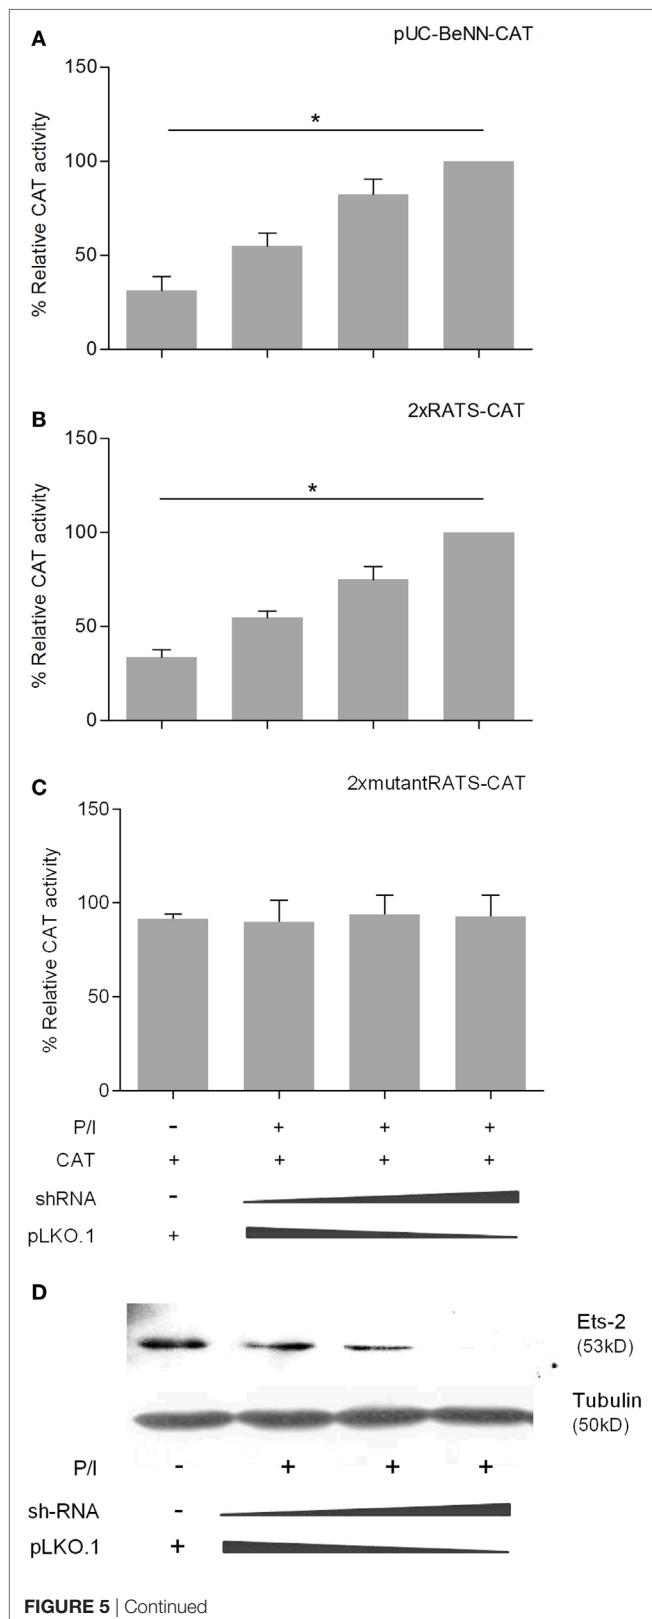 A
pUC-BeNN-CAT
150
*
100
50
0
% Relative CAT activity
B
2xRATS-CAT
150
*
100
50
0
% Relative CAT activity
C
2xmutantRATS-CAT
150
100
50
0
% Relative CAT activity
P/I - + + +
CAT + + + +
shRNA -
pLKO.1 +
D
Ets-2
(53kD)
Tubulin
(50kD)
P/I - + + +
sh-RNA -
pLKO.1 +
FIGURE 5 | Continued